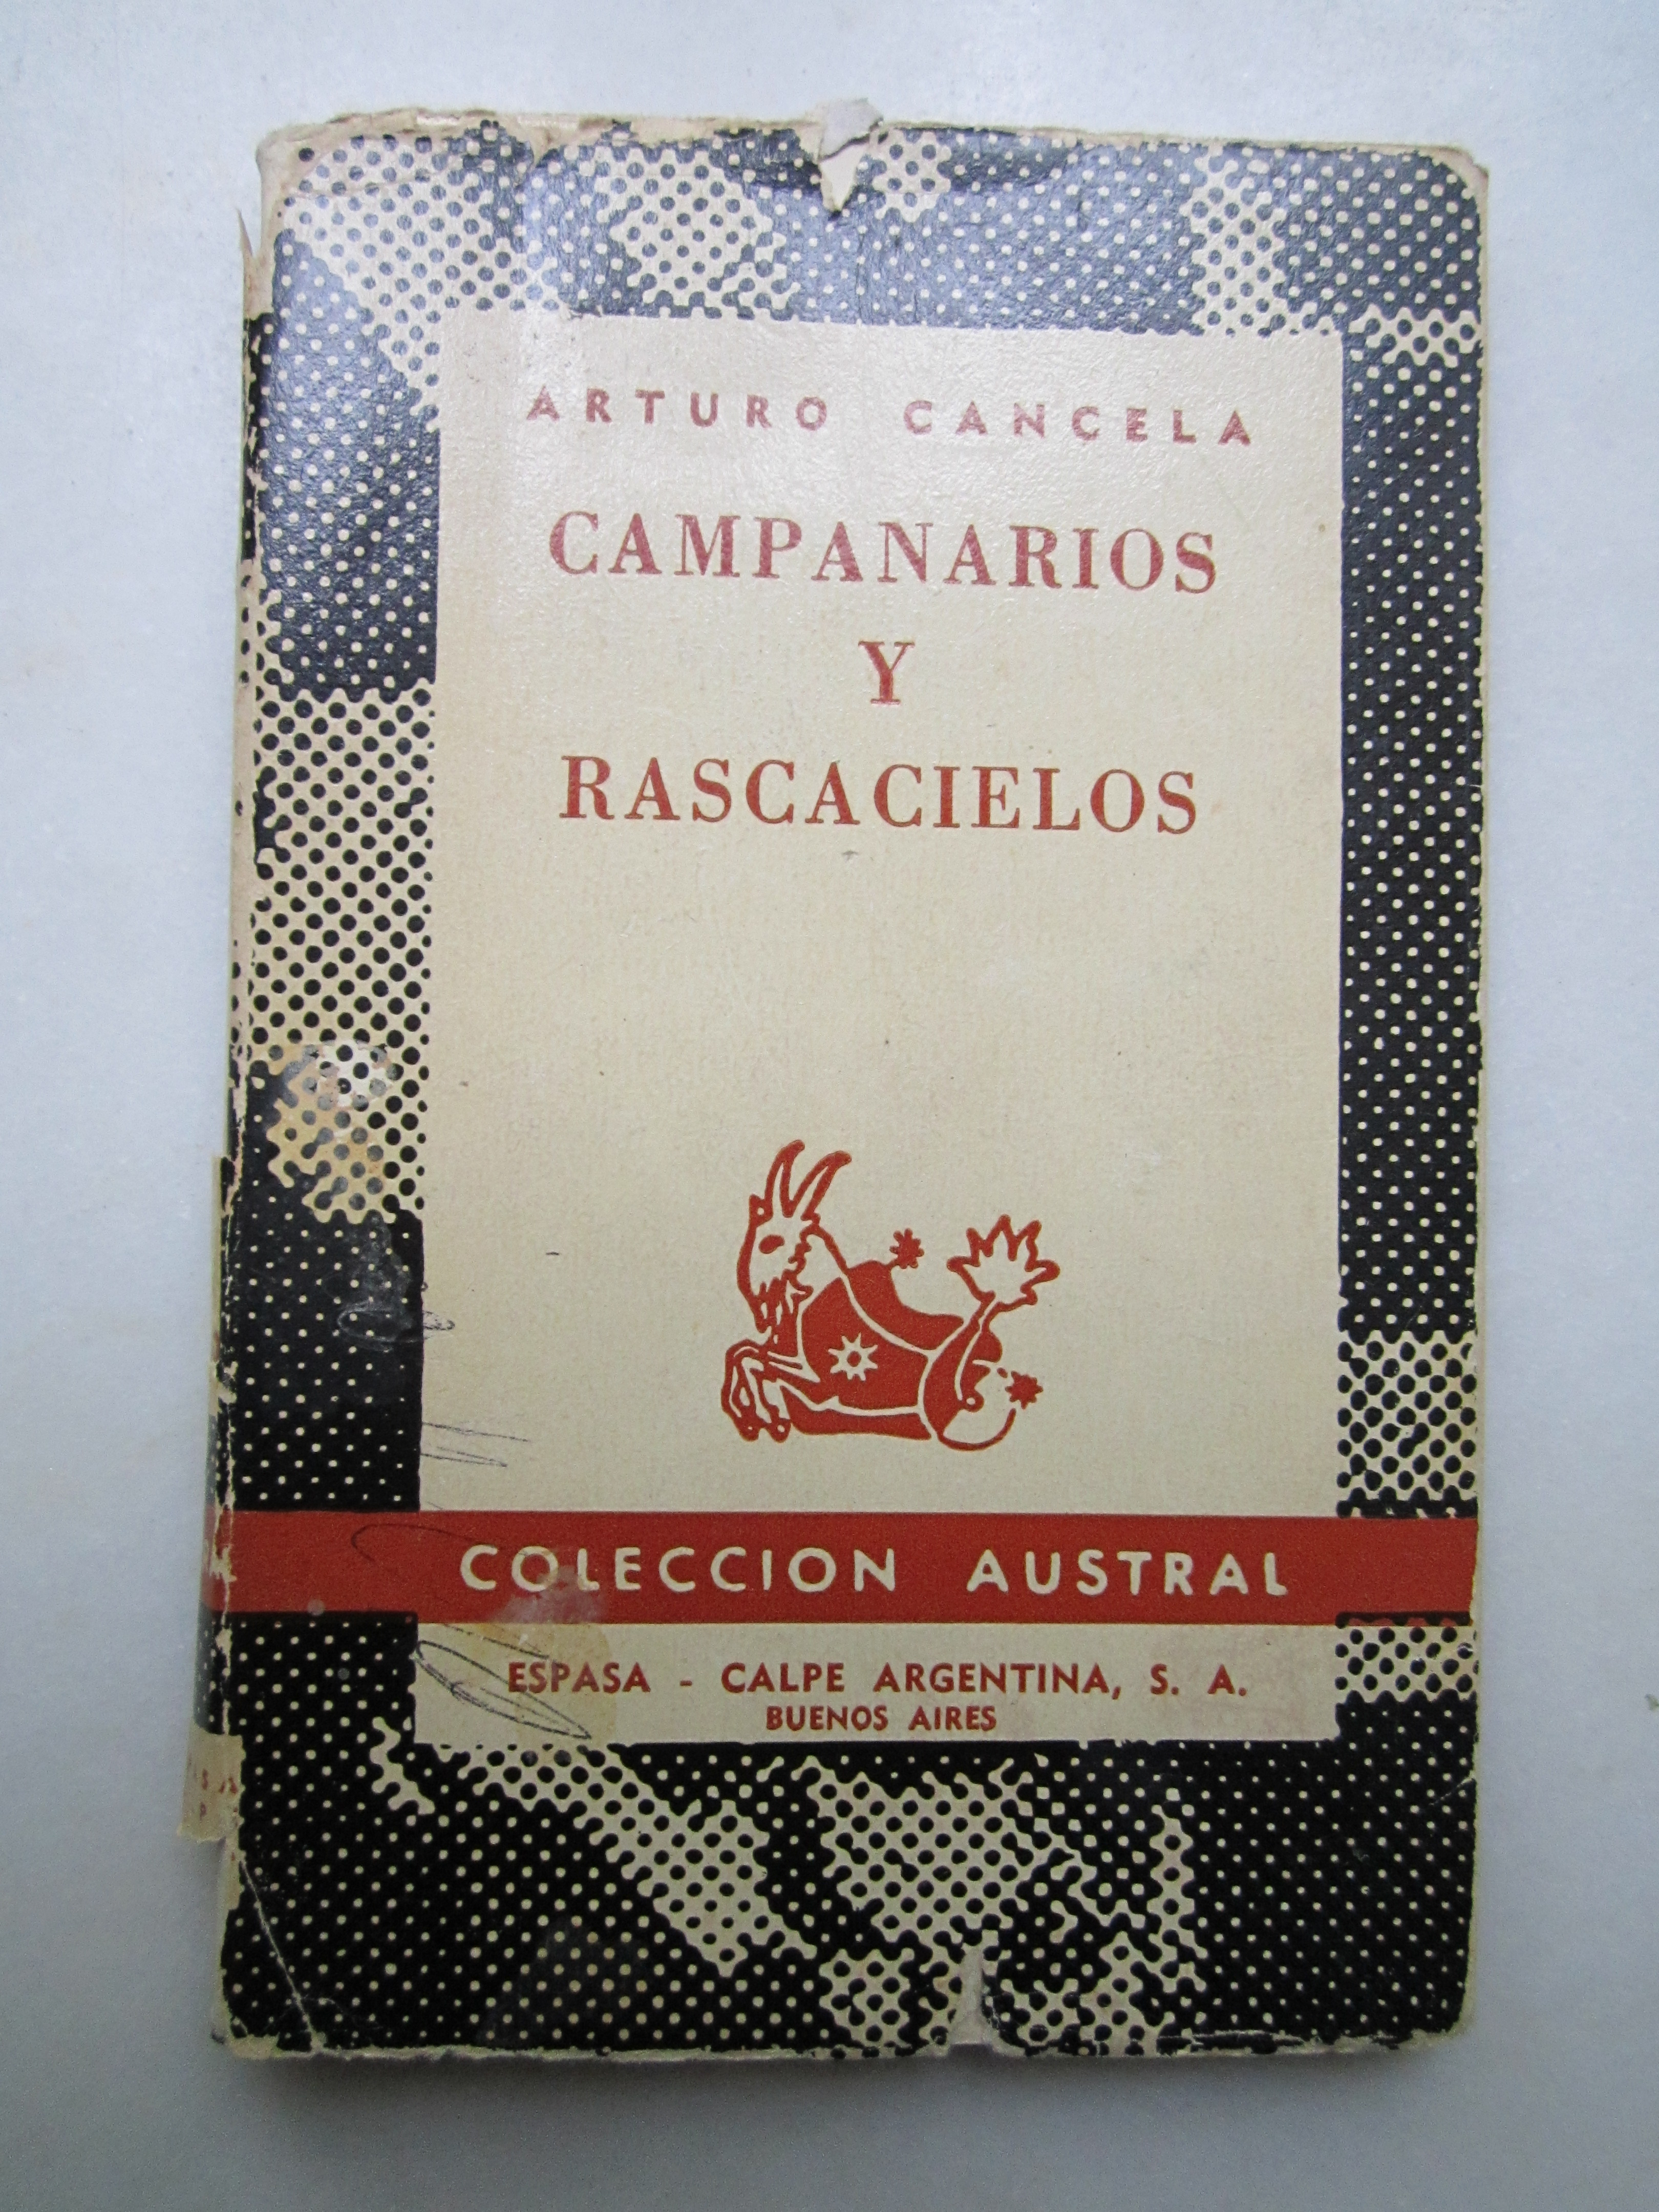 ARTURO CANCELA
CAMPANARIOS
Y
RASCACIELOS
COLECCION AUSTRAL
ESPASA - CALPE ARGENTINA, S. A.
BUENOS AIRES